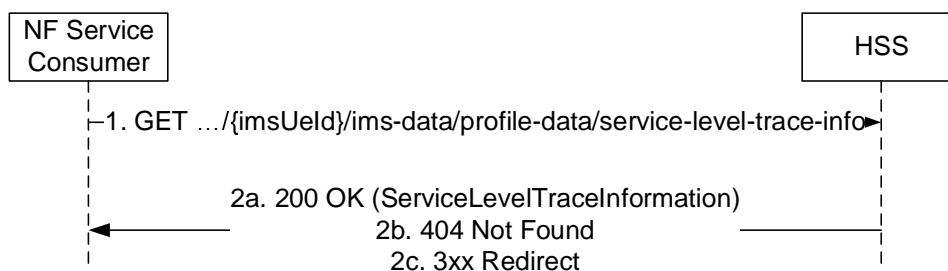 NF Service
Consumer
HSS
1. GET …/{imsUeId}/ims-data/profile-data/service-level-trace-info
2a. 200 OK (ServiceLevelTraceInformation)
2b. 404 Not Found
2c. 3xx Redirect